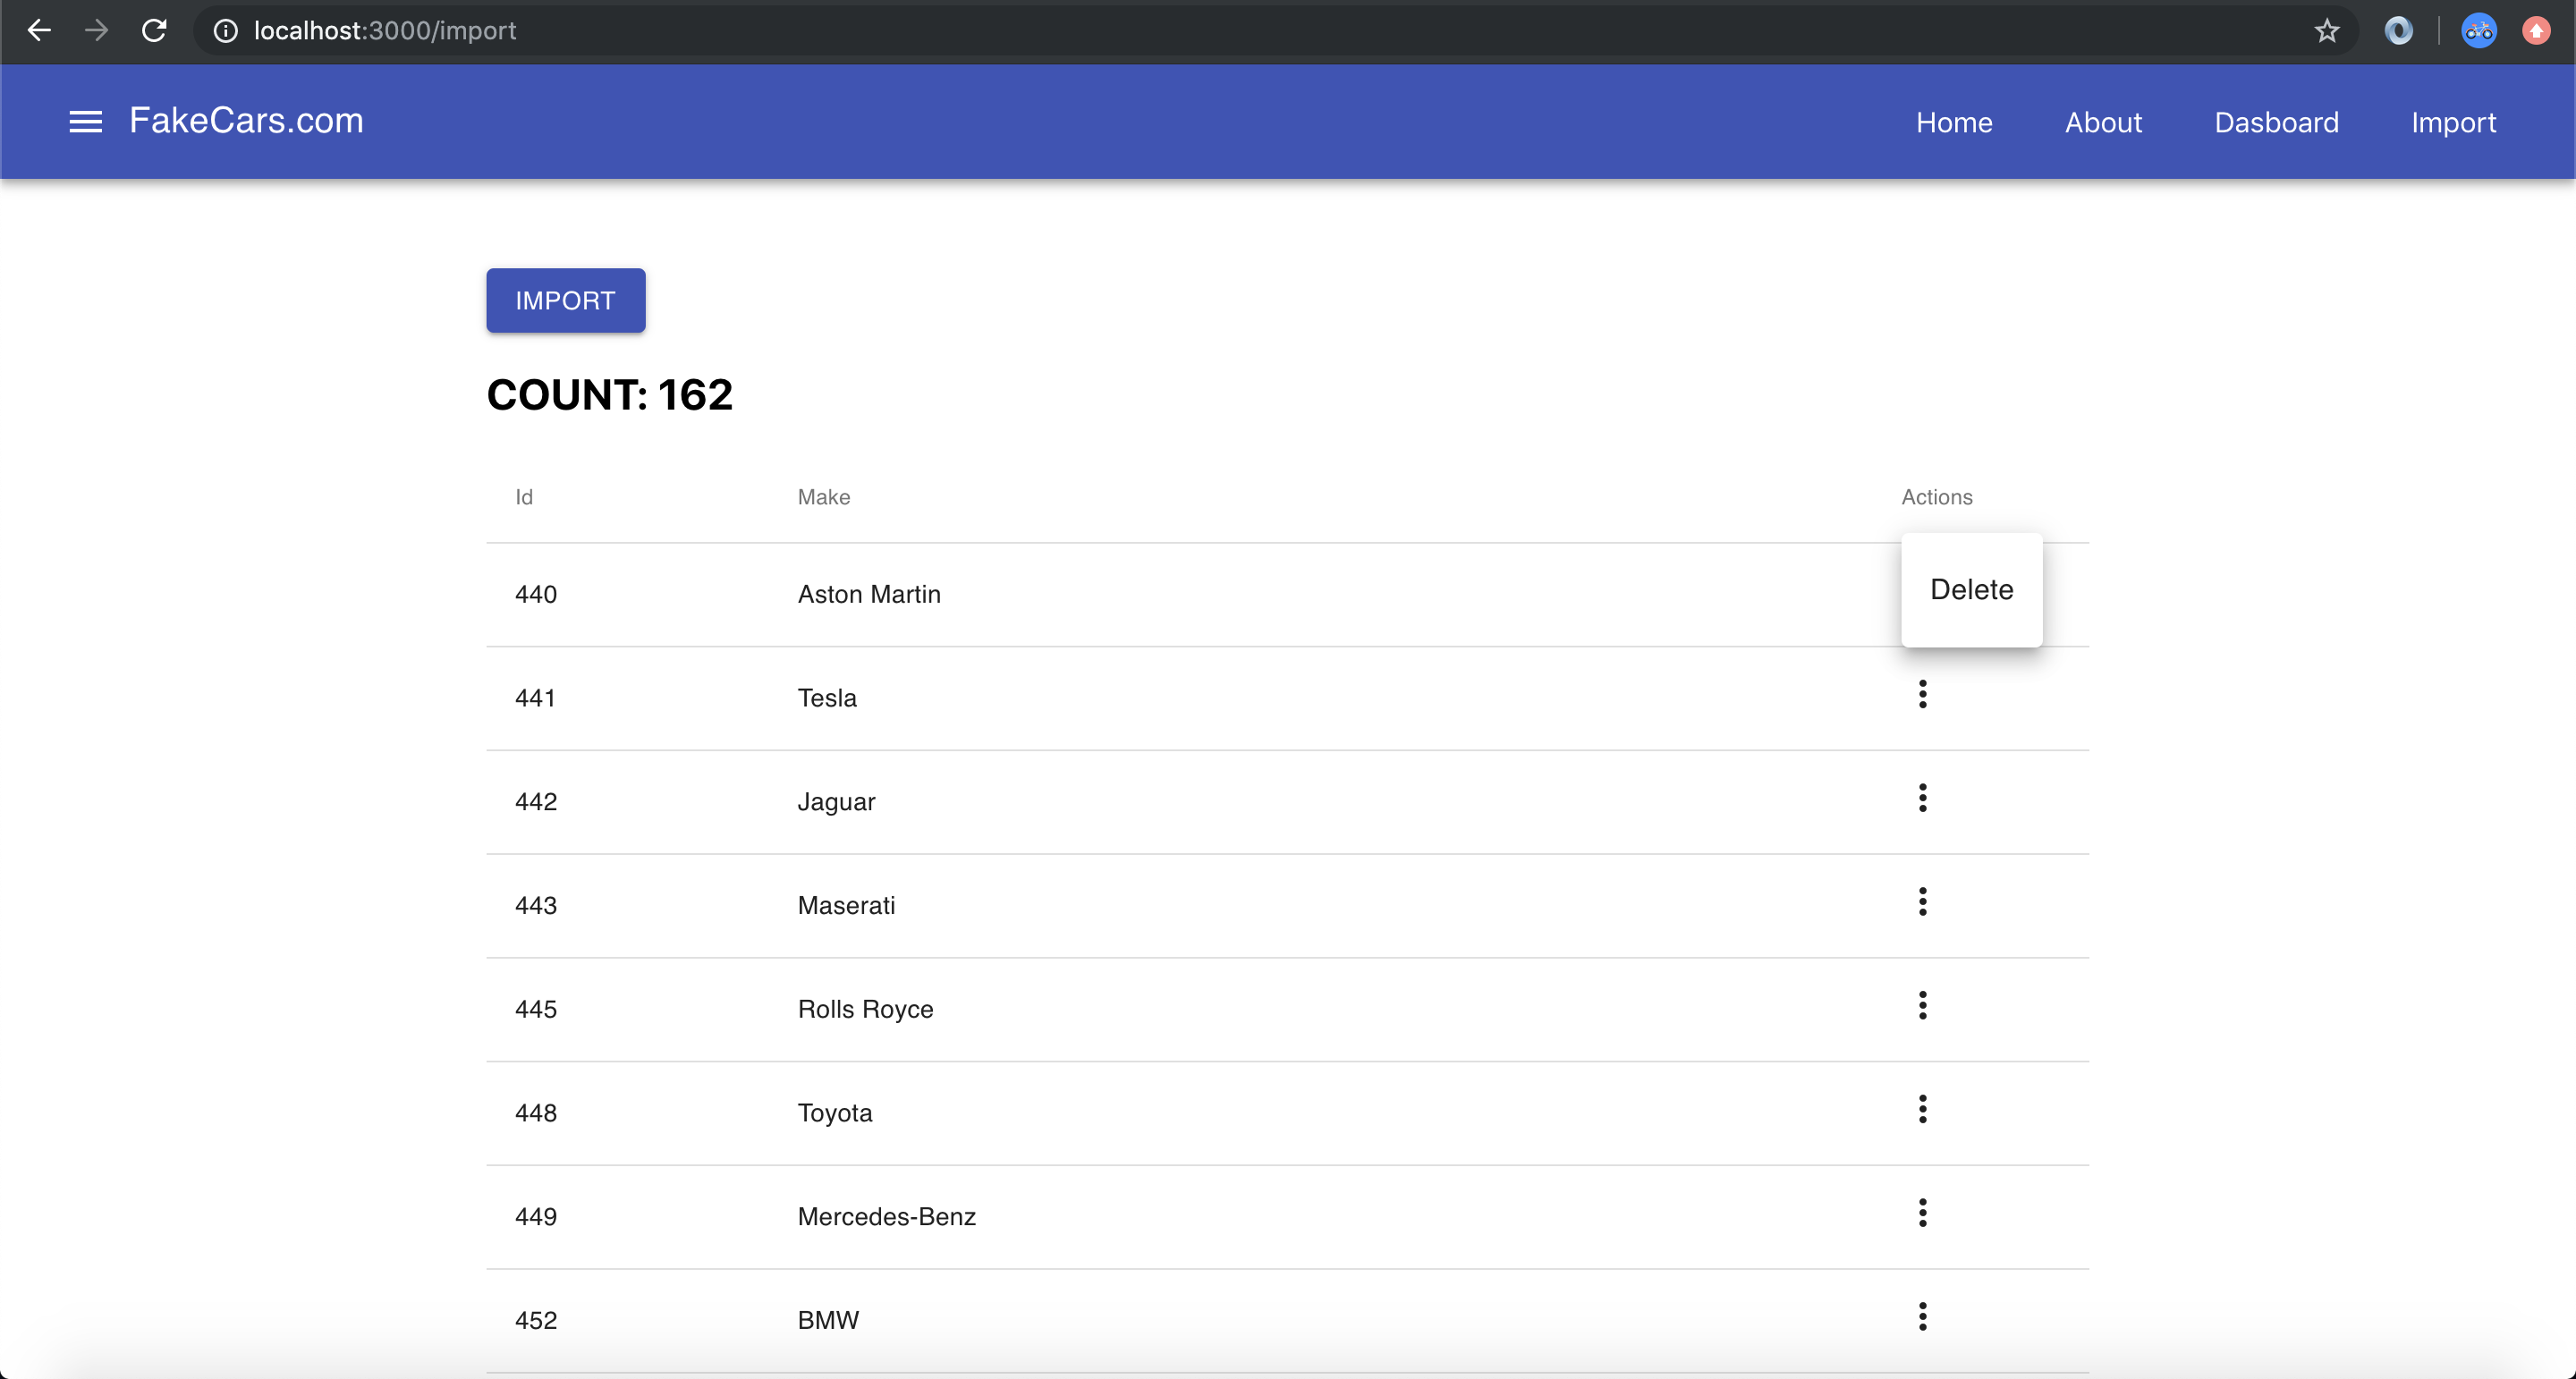 localhost:3000/import
FakeCars.com Home About Dasboard Import
IMPORT
COUNT: 162
Id Make Actions
440 Aston Martin Delete
441 Tesla
442 Jaguar
443 Maserati
445 Rolls Royce
448 Toyota
449 Mercedes-Benz
452 BMW